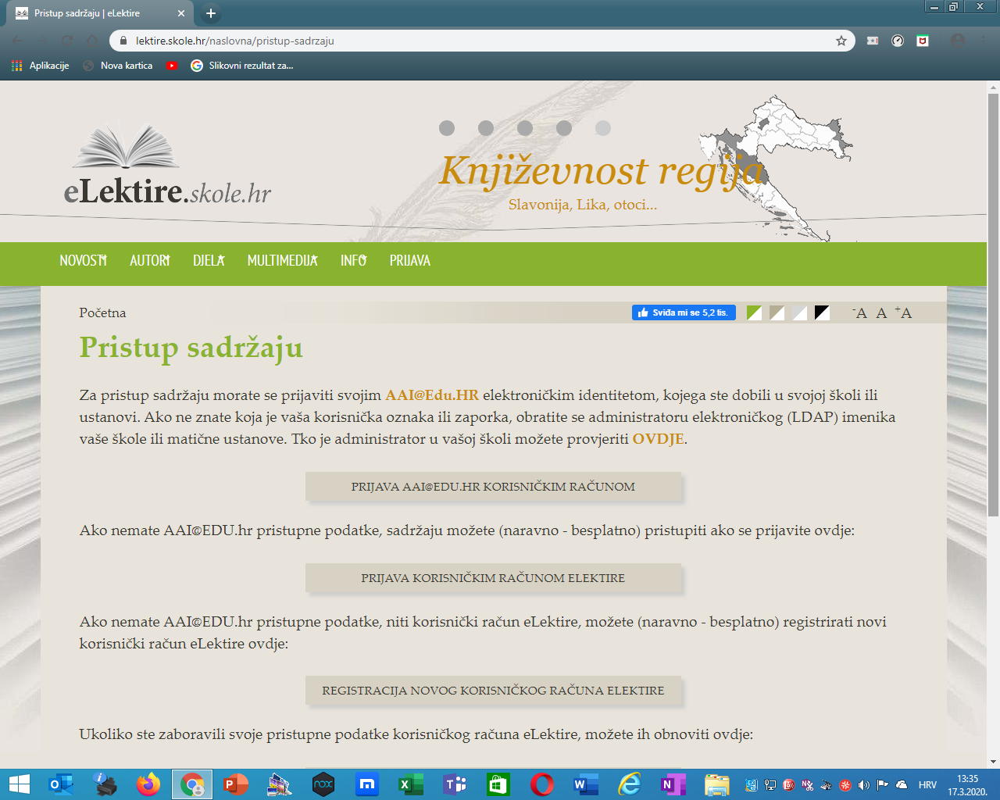 Pristup sadržaju | eLektire
lektire.skole.hr/naslovna/pristup-sadrzaju
Aplikacije
Nova kartica
Slikovni rezultat za...
eLektire.skole.hr
Književnost regija
Slavonija, Lika, otoci...
NOVOSTI AUTORI DJELA MULTIMEDIJA INFO PRIJAVA
Početna
Sviđa mi se 5,2 tis.
-A A +A
Pristup sadržaju
Za pristup sadržaju morate se prijaviti svojim AAI@Edu.HR elektroničkim identitetom, kojega ste dobili u svojoj školi ili
ustanovi. Ako ne znate koja je vaša korisnička oznaka ili zaporka, obratite se administratoru elektroničkog (LDAP) imenika
vaše škole ili matične ustanove. Tko je administrator u vašoj školi možete provjeriti OVDJE.
PRIJAVA AAI@EDU.HR KORISNIČKIM RAČUNOM
Ako nemate AAI@EDU.hr pristupne podatke, sadržaju možete (naravno - besplatno) pristupiti ako se prijavite ovdje:
PRIJAVA KORISNIČKIM RAČUNOM ELEKTIRE
Ako nemate AAI@EDU.hr pristupne podatke, niti korisnički račun eLektire, možete (naravno - besplatno) registrirati novi
korisnički račun eLektire ovdje:
REGISTRACIJA NOVOG KORISNIČKOG RAČUNA ELEKTIRE
Ukoliko ste zaboravili svoje pristupne podatke korisničkog računa eLektire, možete ih obnoviti ovdje:
HRV
13:35
17.3.2020.